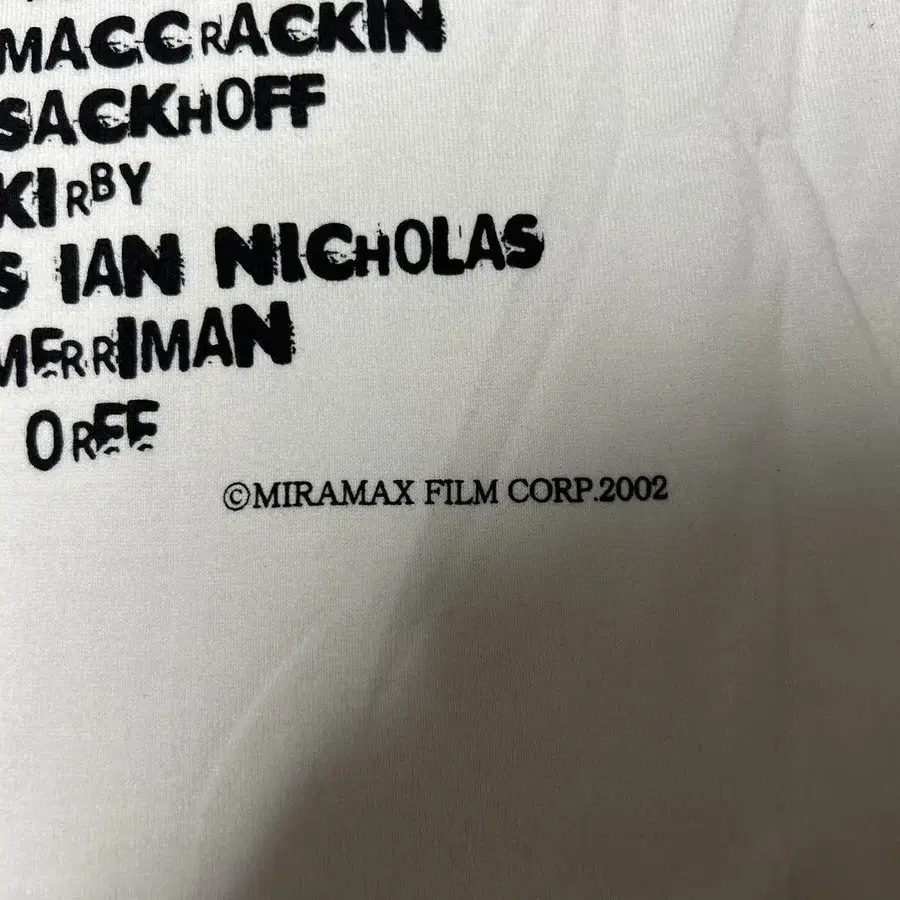 MACCRACKIN
SACKHOFF
KIRBY
S IAN NICHOLAS
MERRIMAN
ORFF
©MIRAMAX FILM CORP.2002